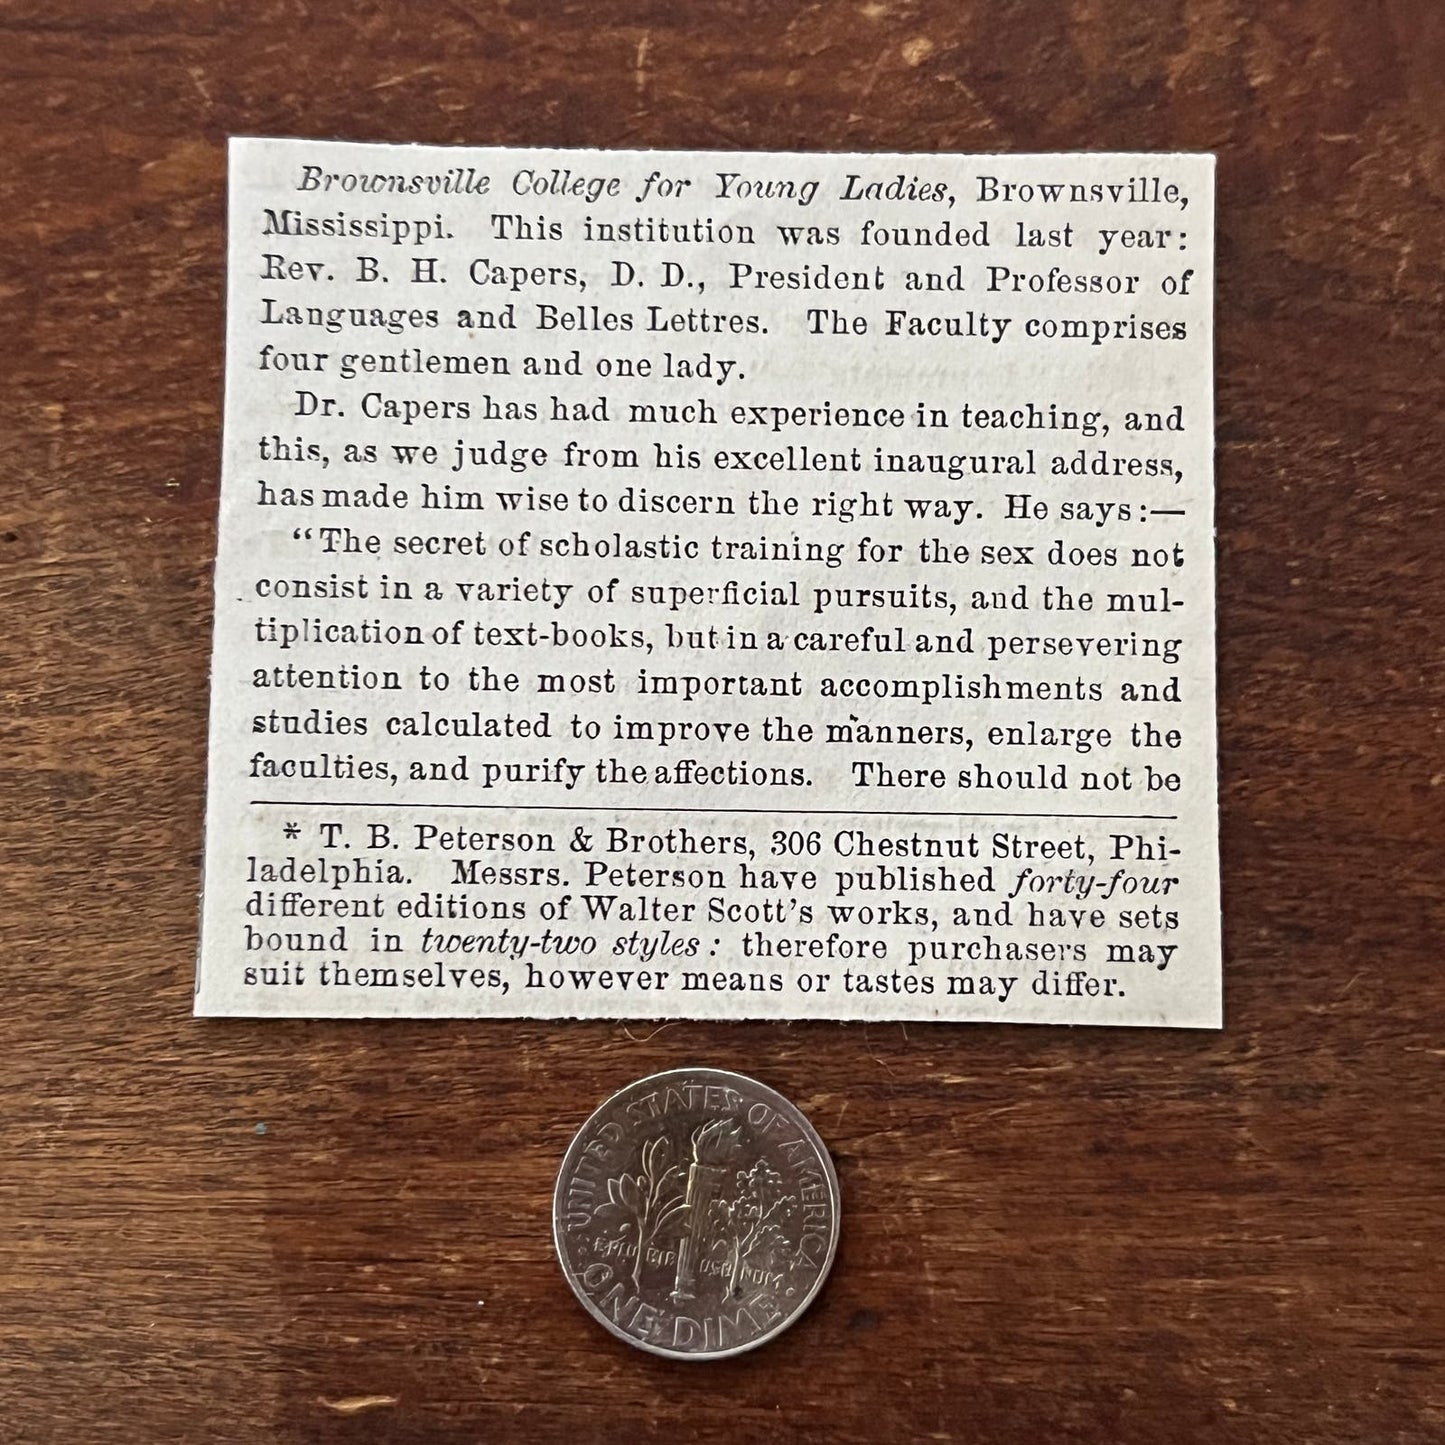 Brownsville College for Young Ladies, Brownsville,
Mississippi. This institution was founded last year:
Rev. B. H. Capers, D. D., President and Professor of
Languages and Belles Lettres. The Faculty comprises
four gentlemen and one lady.
Dr. Capers has had much experience in teaching, and
this, as we judge from his excellent inaugural address,
has made him wise to discern the right way. He says:—
“The secret of scholastic training for the sex does not
consist in a variety of superficial pursuits, and the mul-
tiplication of text-books, but in a careful and persevering
attention to the most important accomplishments and
studies calculated to improve the manners, enlarge the
faculties, and purify the affections. There should not be
* T. B. Peterson & Brothers, 306 Chestnut Street, Phi-
ladelphia. Messrs. Peterson have published forty-four
different editions of Walter Scott's works, and have sets
bound in twenty-two styles: therefore purchasers may
suit themselves, however means or tastes may differ.
UNITED STATES OF AMERICA
E PLU RIB US E NUM
ONE DIME